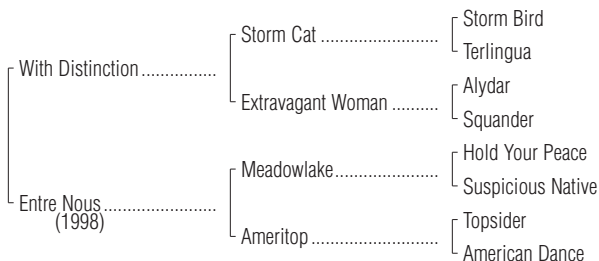 Storm Bird
Storm Cat ........................
Terlingua
With Distinction ...............
Alydar
Extravagant Woman ..........
Squander
Hold Your Peace
Meadowlake.....................
Suspicious Native
Entre Nous .......................
(1998)
Topsider
Ameritop ..........................
American Dance